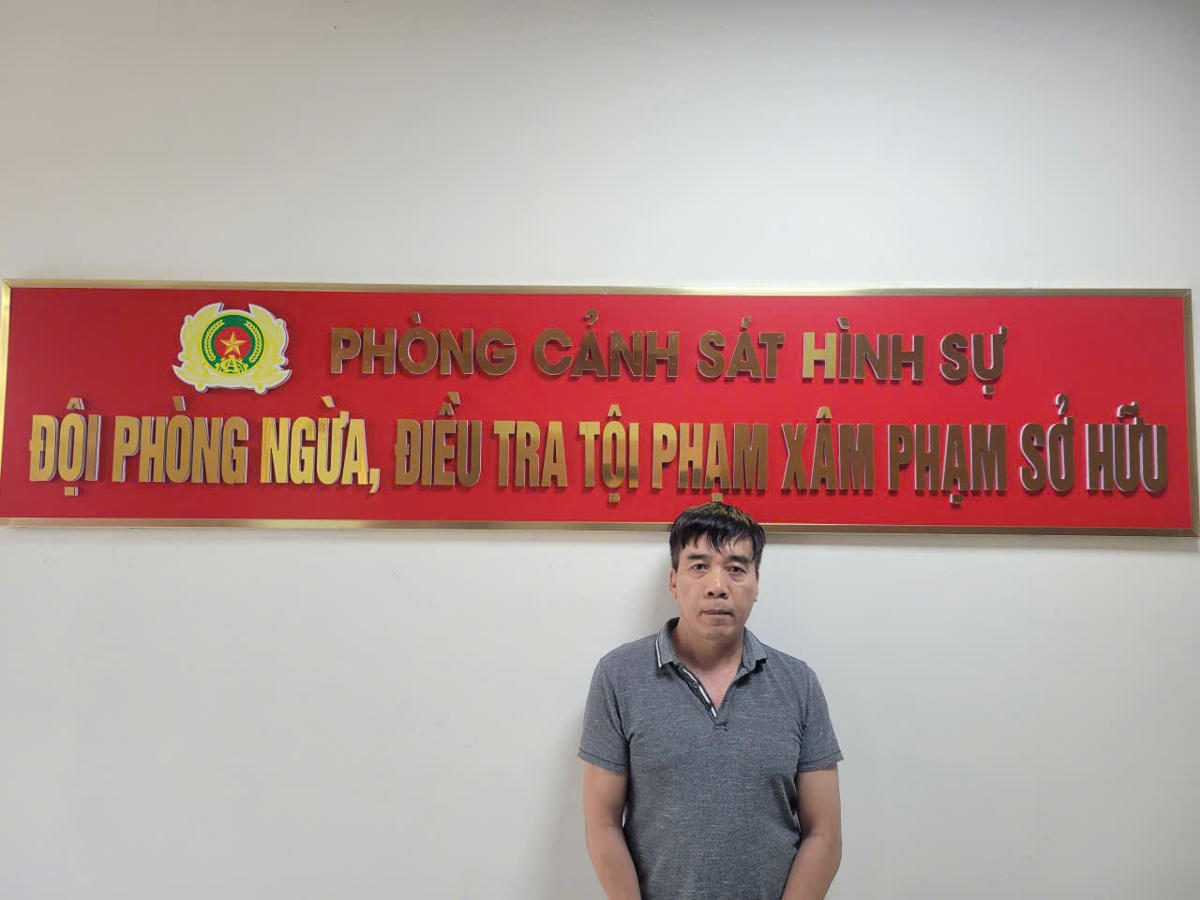 PHÒNG CẢNH SÁT HÌNH SỰ
ĐỘI PHÒNG NGỪA, ĐIỀU TRA TỘI PHẠM XÂM PHẠM SỞ HỮU